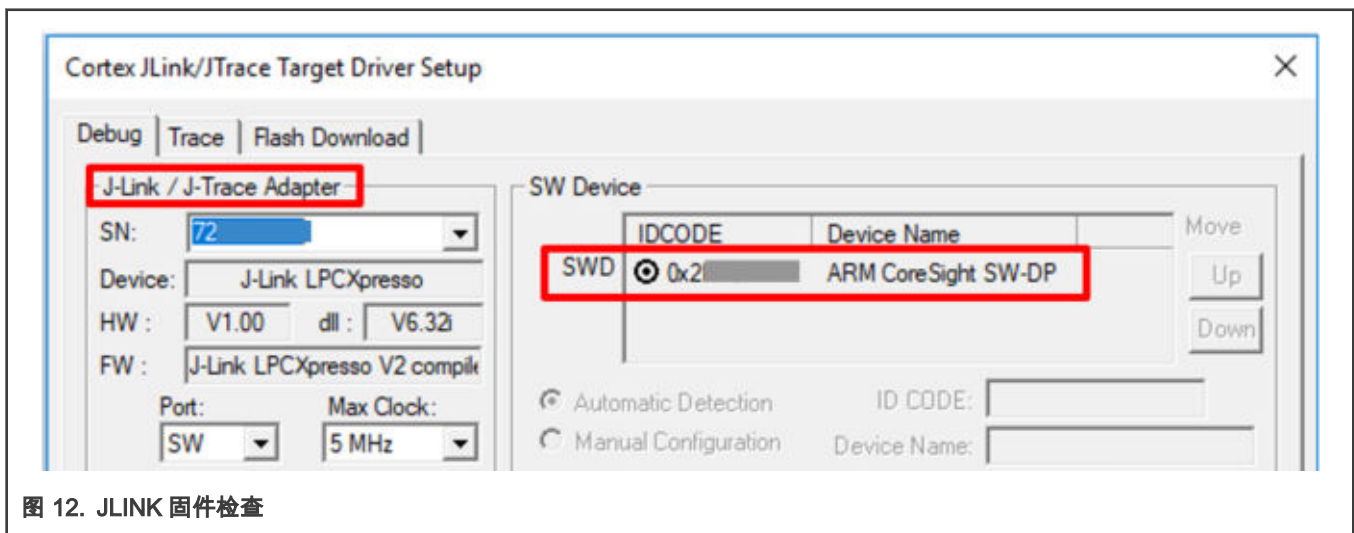 Cortex JLink/JTrace Target Driver Setup
Debug Trace Flash Download
J-Link / J-Trace Adapter
SN: 72
Device: J-Link LPCXpresso
HW : V1.00 dll : V6.32i
FW : J-Link LPCXpresso V2 compile
Port: Max Clock:
SW 5 MHz
SW Device
IDCODE Device Name Move
SWD 0x2 ARM CoreSight SW-DP Up
Down
Automatic Detection ID CODE:
Manual Configuration Device Name:
图 12. JLINK 固件检查